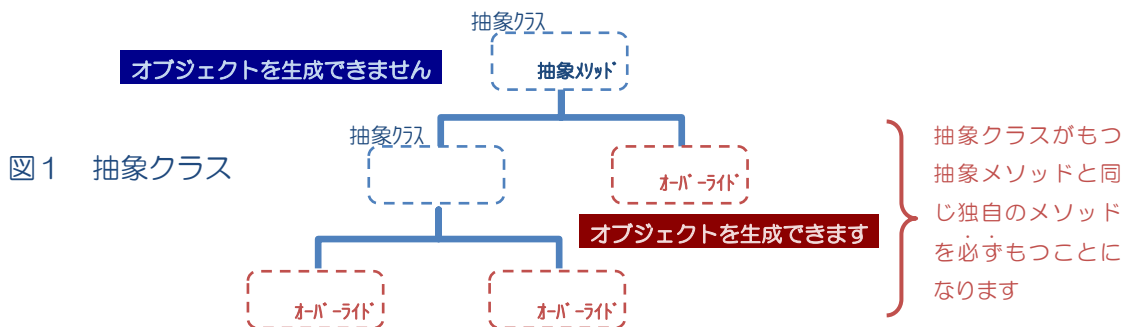 抽象クラス
オブジェクトを生成できません
抽象メソッド
抽象クラス
図1 抽象クラス
オーバーライド
オブジェクトを生成できます
オーバーライド
オーバーライド
抽象クラスがもつ
抽象メソッドと同
じ独自のメソッド
を必ずもつことに
なります